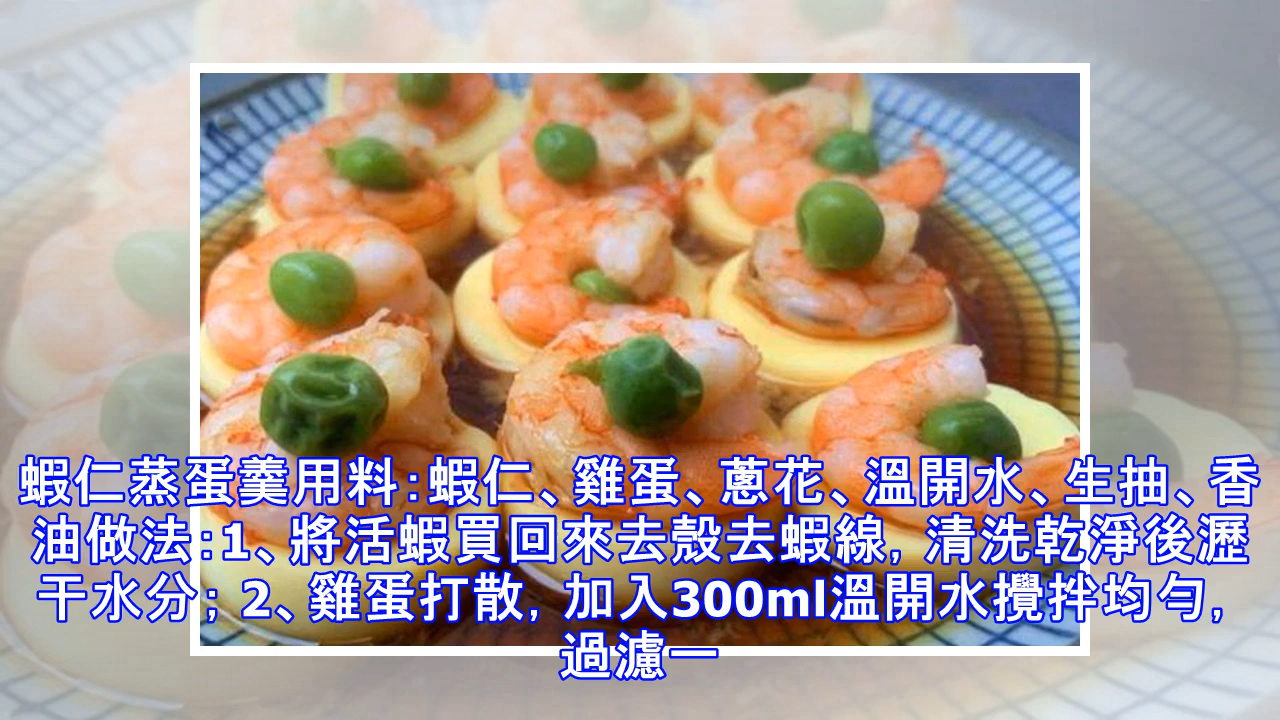 蝦仁蒸蛋羹用料:蝦仁、雞蛋、蔥花、溫開水、生抽、香
油做法:1、將活蝦買回來去殼去蝦線, 清洗乾淨後瀝
干水分; 2、雞蛋打散, 加入300ml溫開水攪拌均勻,
過濾一